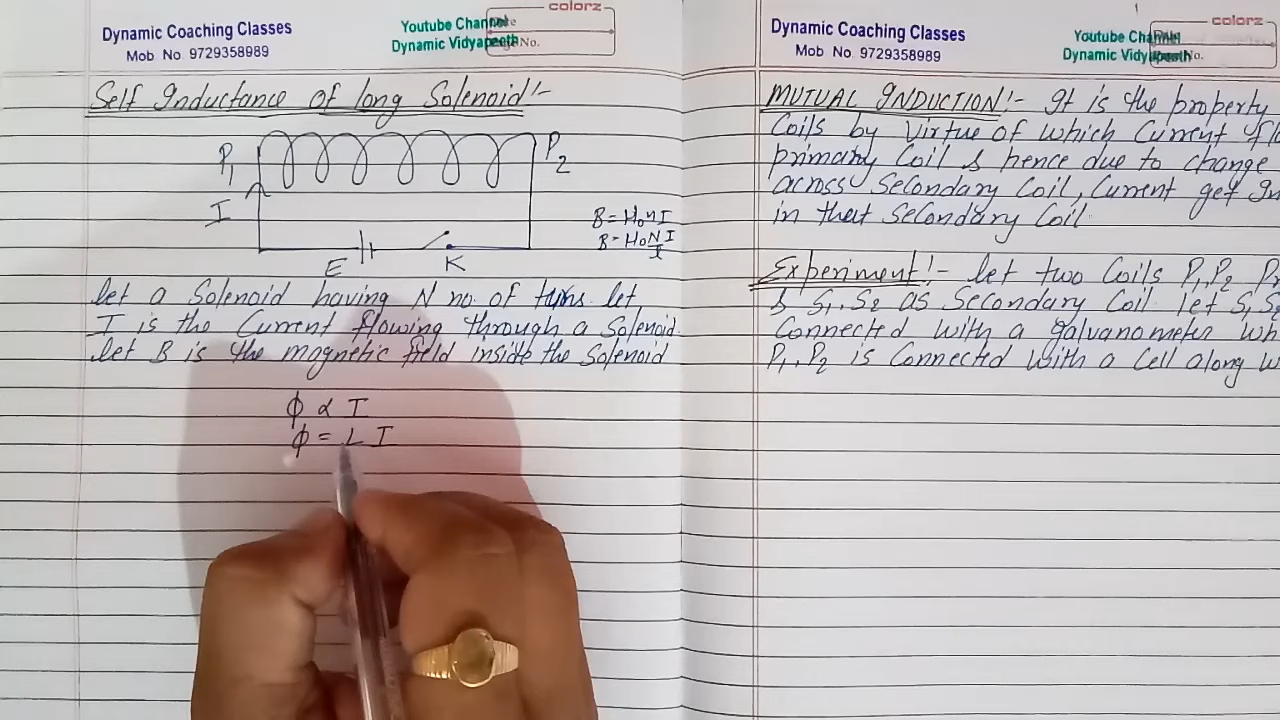 Dynamic Coaching Classes
Mob No 9729358989
Youtube Channel
Dynamic Vidyapeeth
colorz
No.
Self Inductance of long Solenoid :-
P1
P2
I
E
K
B = μ0 n I
B = μ0 N I
l
let a Solenoid having N no. of turns let
I is the Current flowing through a Solenoid.
let B is the magnetic field inside the Solenoid
ϕ ∝ I
ϕ = L I
Dynamic Coaching Classes
Mob No 9729358989
Youtube Channel
Dynamic Vidyapeeth
colorz
No.
MUTUAL INDUCTION :- It is the property
Coils by virtue of which Current
primary Coil & hence due to change
across Secondary Coil, Current get
in that Secondary Coil.
Experiment :- let two Coils P1, P2
& S1, S2 as Secondary Coil let S1
Connected with a galvanometer
P1, P2 is Connected with a Cell along